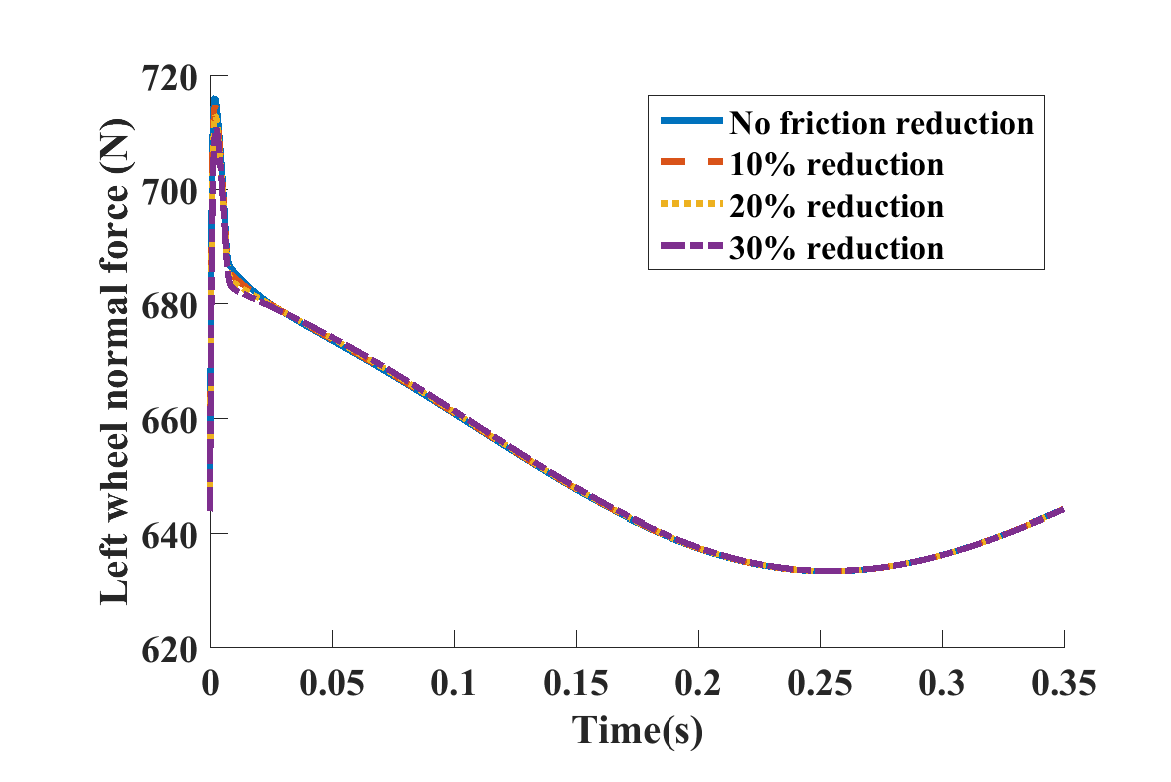 720
700
680
660
640
620
Left wheel normal force (N)
No friction reduction
10% reduction
20% reduction
30% reduction
0
0.05
0.1
0.15
0.2
0.25
0.3
0.35
Time(s)